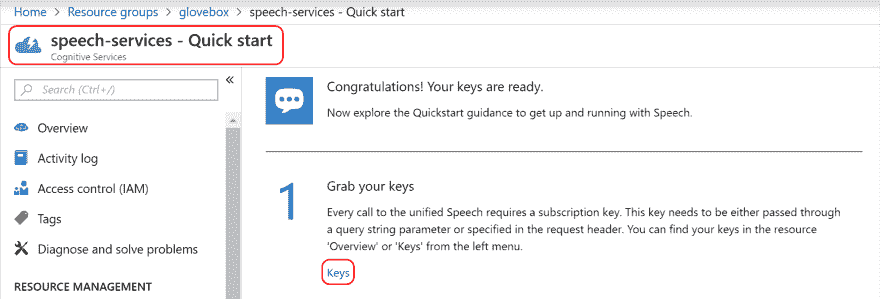 Home > Resource groups > glovebox > speech-services - Quick start
speech-services - Quick start
Cognitive Services
Search (Ctrl+/)
«
Overview
Activity log
Access control (IAM)
Tags
Diagnose and solve problems
RESOURCE MANAGEMENT
Congratulations! Your keys are ready.
Now explore the Quickstart guidance to get up and running with Speech.
1
Grab your keys
Every call to the unified Speech requires a subscription key. This key needs to be either passed through
a query string parameter or specified in the request header. You can find your keys in the resource
'Overview' or 'Keys' from the left menu.
Keys